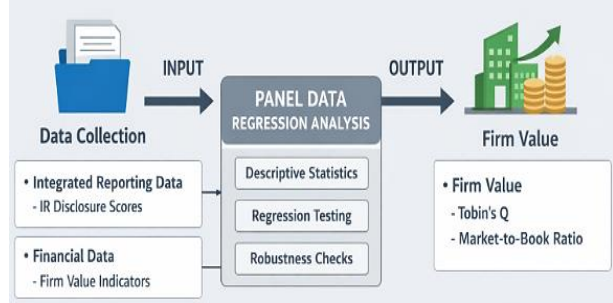 INPUT
OUTPUT
Data Collection
• Integrated Reporting Data
- IR Disclosure Scores
• Financial Data
- Firm Value Indicators
PANEL DATA
REGRESSION ANALYSIS
Descriptive Statistics
Regression Testing
Robustness Checks
Firm Value
• Firm Value
- Tobin's Q
- Market-to-Book Ratio